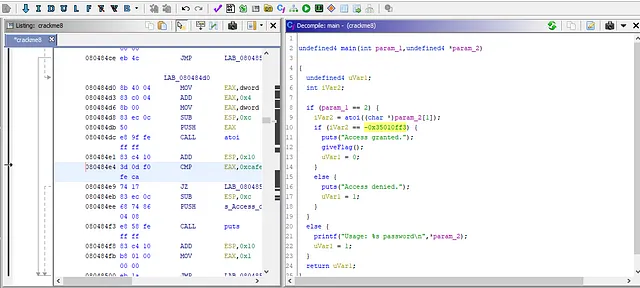 I D U L F V B
Listing: crackme8
Decompile: main - (crackme8)
*crackme8
00 00
080484ce eb 4c JMP LAB_080485
LAB_080484d0
080484d0 8b 40 04 MOV EAX,dword
080484d3 83 c0 04 ADD EAX,0x4
080484d6 8b 00 MOV EAX,dword
080484d8 83 ec 0c SUB ESP,0xc
080484db 50 PUSH EAX
080484dc e8 9f fe CALL atoi
ff ff
080484e1 83 c4 10 ADD ESP,0x10
080484e4 3d 0d f0 CMP EAX,0xcafe
fe ca
080484e9 74 17 JZ LAB_080485
080484eb 83 ec 0c SUB ESP,0xc
080484ee 68 74 86 PUSH s_Access_d
04 08
080484f3 e8 58 fe CALL puts
ff ff
080484f8 83 c4 10 ADD ESP,0x10
080484fb b8 01 00 MOV EAX,0x1
00 00
08048500 eb 1a JMP LAB_080485
1
2 undefined4 main(int param_1,undefined4 *param_2)
3
4 {
5 undefined4 uVar1;
6 int iVar2;
7
8 if (param_1 == 2) {
9 iVar2 = atoi((char *)param_2[1]);
10 if (iVar2 == -0x35010ff3) {
11 puts("Access granted.");
12 giveFlag();
13 uVar1 = 0;
14 }
15 else {
16 puts("Access denied.");
17 uVar1 = 1;
18 }
19 }
20 else {
21 printf("Usage: %s password\n",*param_2);
22 uVar1 = 1;
23 }
24 return uVar1;